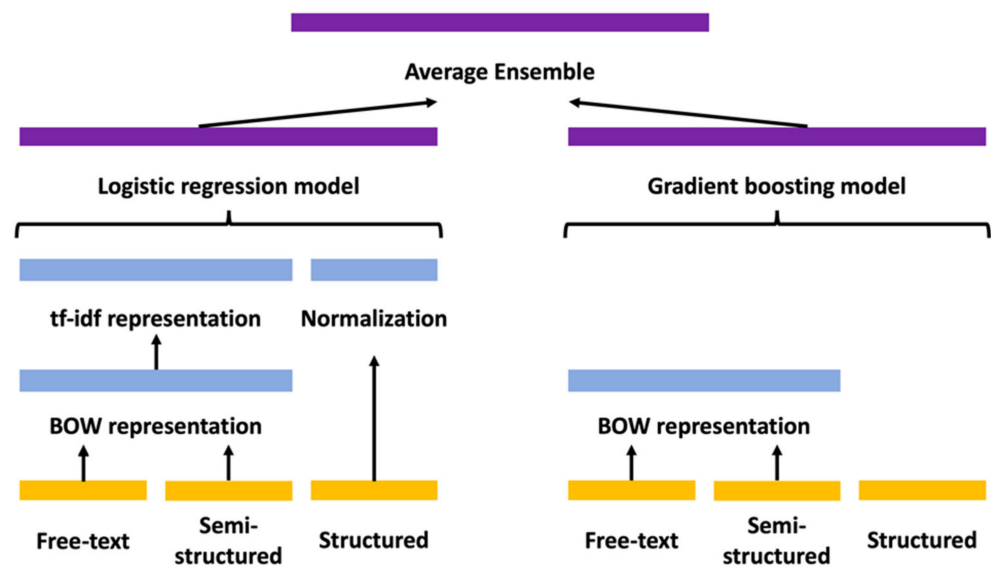 Average Ensemble
Logistic regression model
Gradient boosting model
tf-idf representation
Normalization
BOW representation
BOW representation
Free-text
Semi-
structured
Structured
Free-text
Semi-
structured
Structured